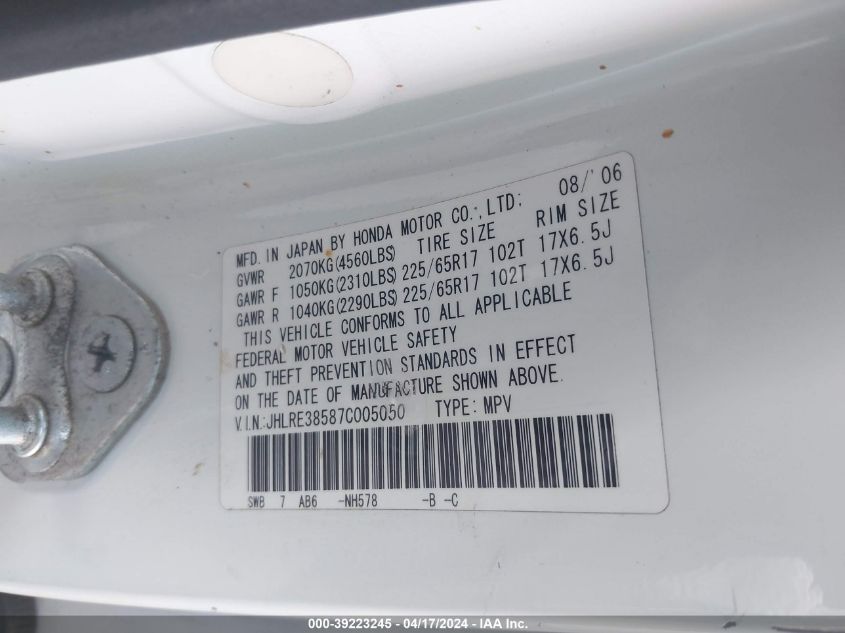 MFD. IN JAPAN BY HONDA MOTOR CO., LTD; 08/'06
GVWR 2070KG(4560LBS) TIRE SIZE RIM SIZE
GAWR F 1050KG(2310LBS) 225/65R17 102T 17X6.5J
GAWR R 1040KG(2290LBS) 225/65R17 102T 17X6.5J
THIS VEHICLE CONFORMS TO ALL APPLICABLE
FEDERAL MOTOR VEHICLE SAFETY
AND THEFT PREVENTION STANDARDS IN EFFECT
ON THE DATE OF MANUFACTURE SHOWN ABOVE.
V.I.N.:JHLRE38587C005050 TYPE: MPV
SWB 7 AB6 -NH578 -B -C
000-39223245 - 04/17/2024 - IAA Inc.